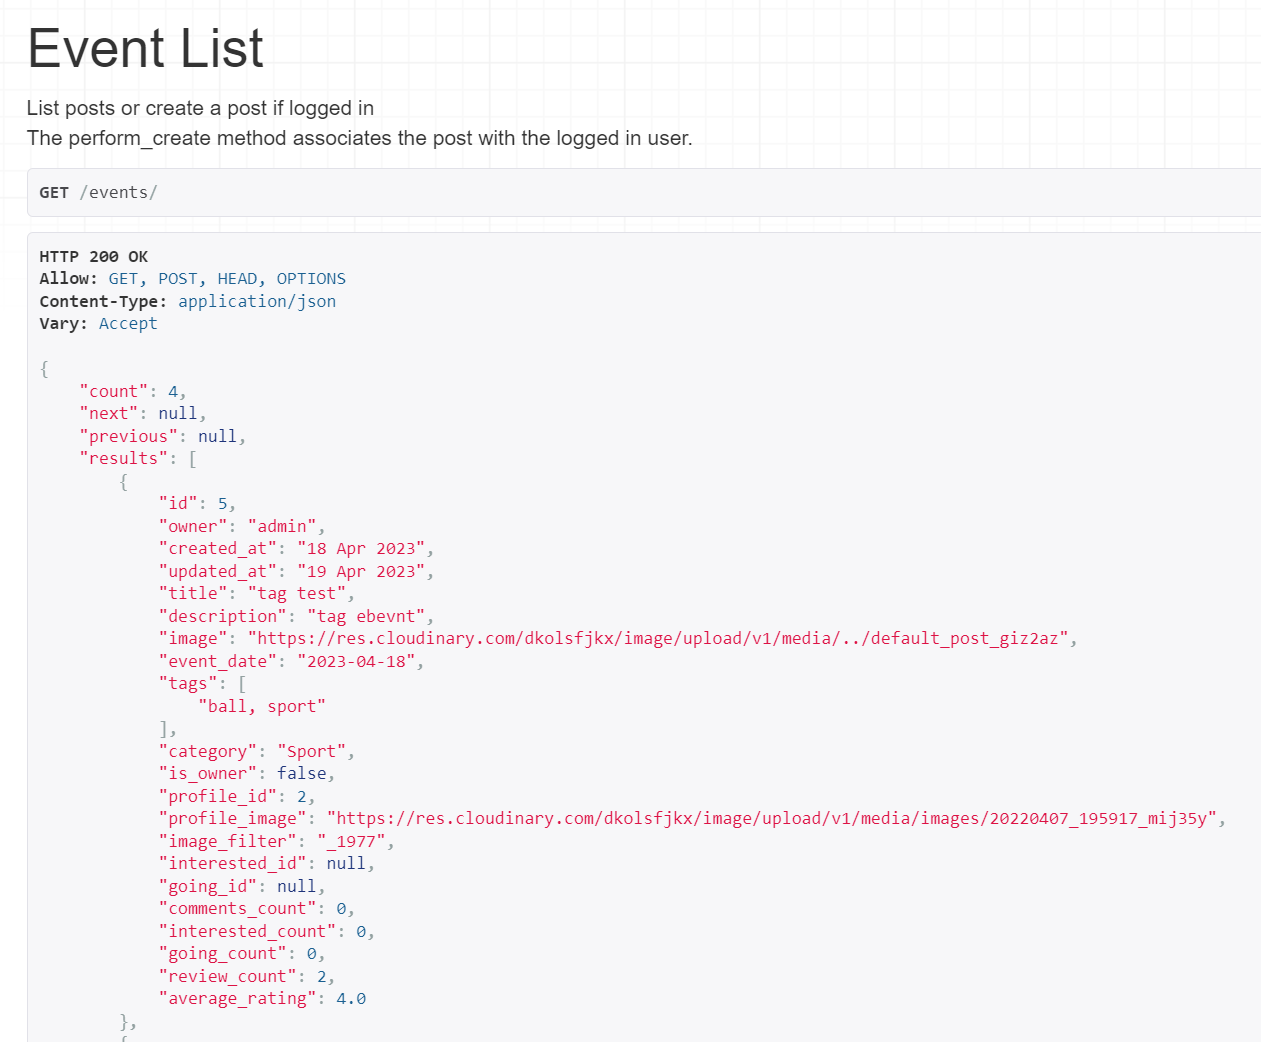 Event List
List posts or create a post if logged in
The perform_create method associates the post with the logged in user.
GET /events/
HTTP 200 OK
Allow: GET, POST, HEAD, OPTIONS
Content-Type: application/json
Vary: Accept
{
    "count": 4,
    "next": null,
    "previous": null,
    "results": [
        {
            "id": 5,
            "owner": "admin",
            "created_at": "18 Apr 2023",
            "updated_at": "19 Apr 2023",
            "title": "tag test",
            "description": "tag ebevnt",
            "image": "https://res.cloudinary.com/dkolsfjkx/image/upload/v1/media/../default_post_giz2az",
            "event_date": "2023-04-18",
            "tags": [
                "ball, sport"
            ],
            "category": "Sport",
            "is_owner": false,
            "profile_id": 2,
            "profile_image": "https://res.cloudinary.com/dkolsfjkx/image/upload/v1/media/images/20220407_195917_mij35y",
            "image_filter": "_1977",
            "interested_id": null,
            "going_id": null,
            "comments_count": 0,
            "interested_count": 0,
            "going_count": 0,
            "review_count": 2,
            "average_rating": 4.0
        },
        {